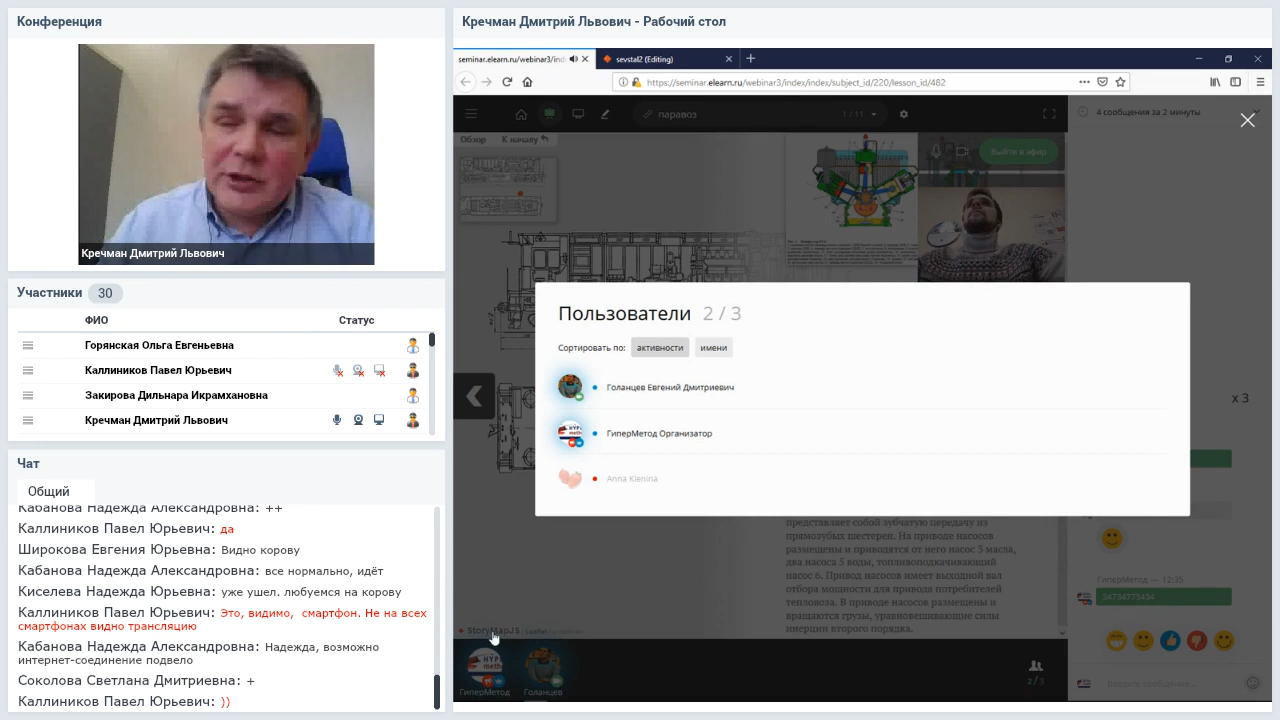 Конференция
Кречман Дмитрий Львович
Участники 30
ФИО Статус
Горянская Ольга Евгеньевна
Каллиников Павел Юрьевич
Закирова Дильнара Икрамхановна
Кречман Дмитрий Львович
Чат
Общий
Кабанова Надежда Александровна: ++
Каллиников Павел Юрьевич: да
Широкова Евгения Юрьевна: Видно корову
Кабанова Надежда Александровна: все нормально, идёт
Киселева Надежда Юрьевна: уже ушел. любуемся на корову
Каллиников Павел Юрьевич: Это, видимо, смартфон. Не на всех
смартфонах видно трансляцию
Кабанова Надежда Александровна: Надежда, возможно
интернет-соединение подвело
Соколова Светлана Дмитриевна: +
Каллиников Павел Юрьевич: ))
Кречман Дмитрий Львович - Рабочий стол
seminar.elearn.ru/webinar3/inde
sevstal2 (Editing)
https://seminar.elearn.ru/webinar3/index/index/subject_id/220/lesson_id/482
паравоз 1 / 11
4 сообщения за 2 минуты
Обзор К началу
Выйти в эфир
Пользователи 2 / 3
Сортировать по: активности имени
Голанцев Евгений Дмитриевич
ГиперМетод Организатор
Anna Klenina
x 3
представляет собой зубчатую передачу из
прямозубых шестерен. На приводе насосов
размещены и приводятся от него насос 3 масла,
два насоса 5 воды, топливоподкачивающий
насос 6. Привод насосов имеет выходной вал
отбора мощности для привода потребителей
тепловоза. В приводе насосов размещены и
вращаются грузы, уравновешивающие силы
инерции второго порядка.
ГиперМетод — 12:35
34734773434
StoryMapJS | Leaflet
ГиперМетод Голанцев
2/3
Введите сообщение...